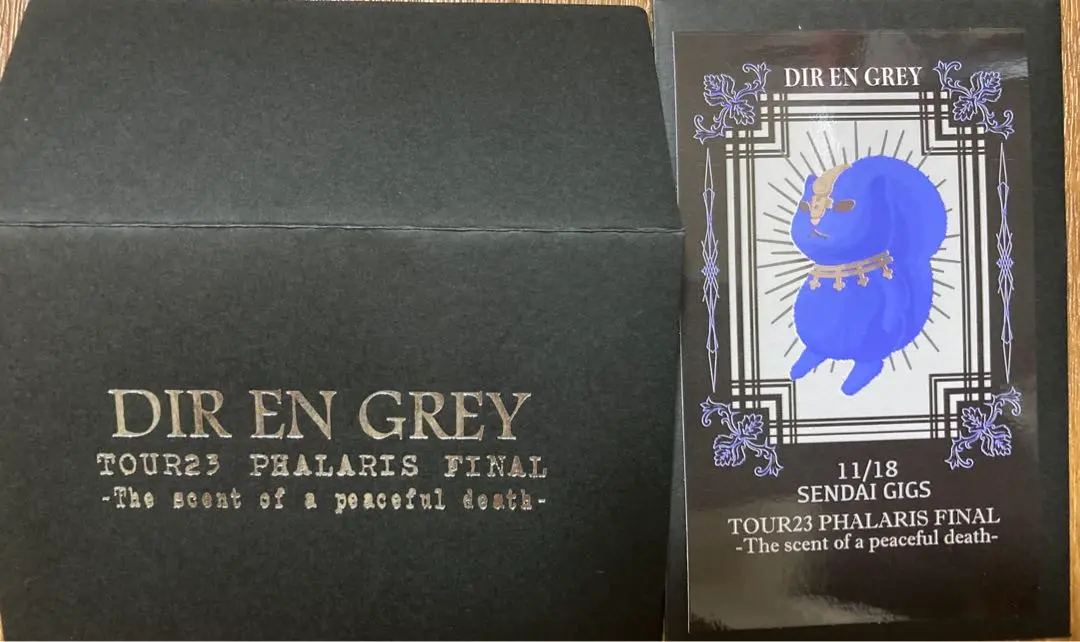 DIR EN GREY
TOUR23 PHALARIS FINAL
-The scent of a peaceful death-
DIR EN GREY
11/18
SENDAI GIGS
TOUR23 PHALARIS FINAL
-The scent of a peaceful death-